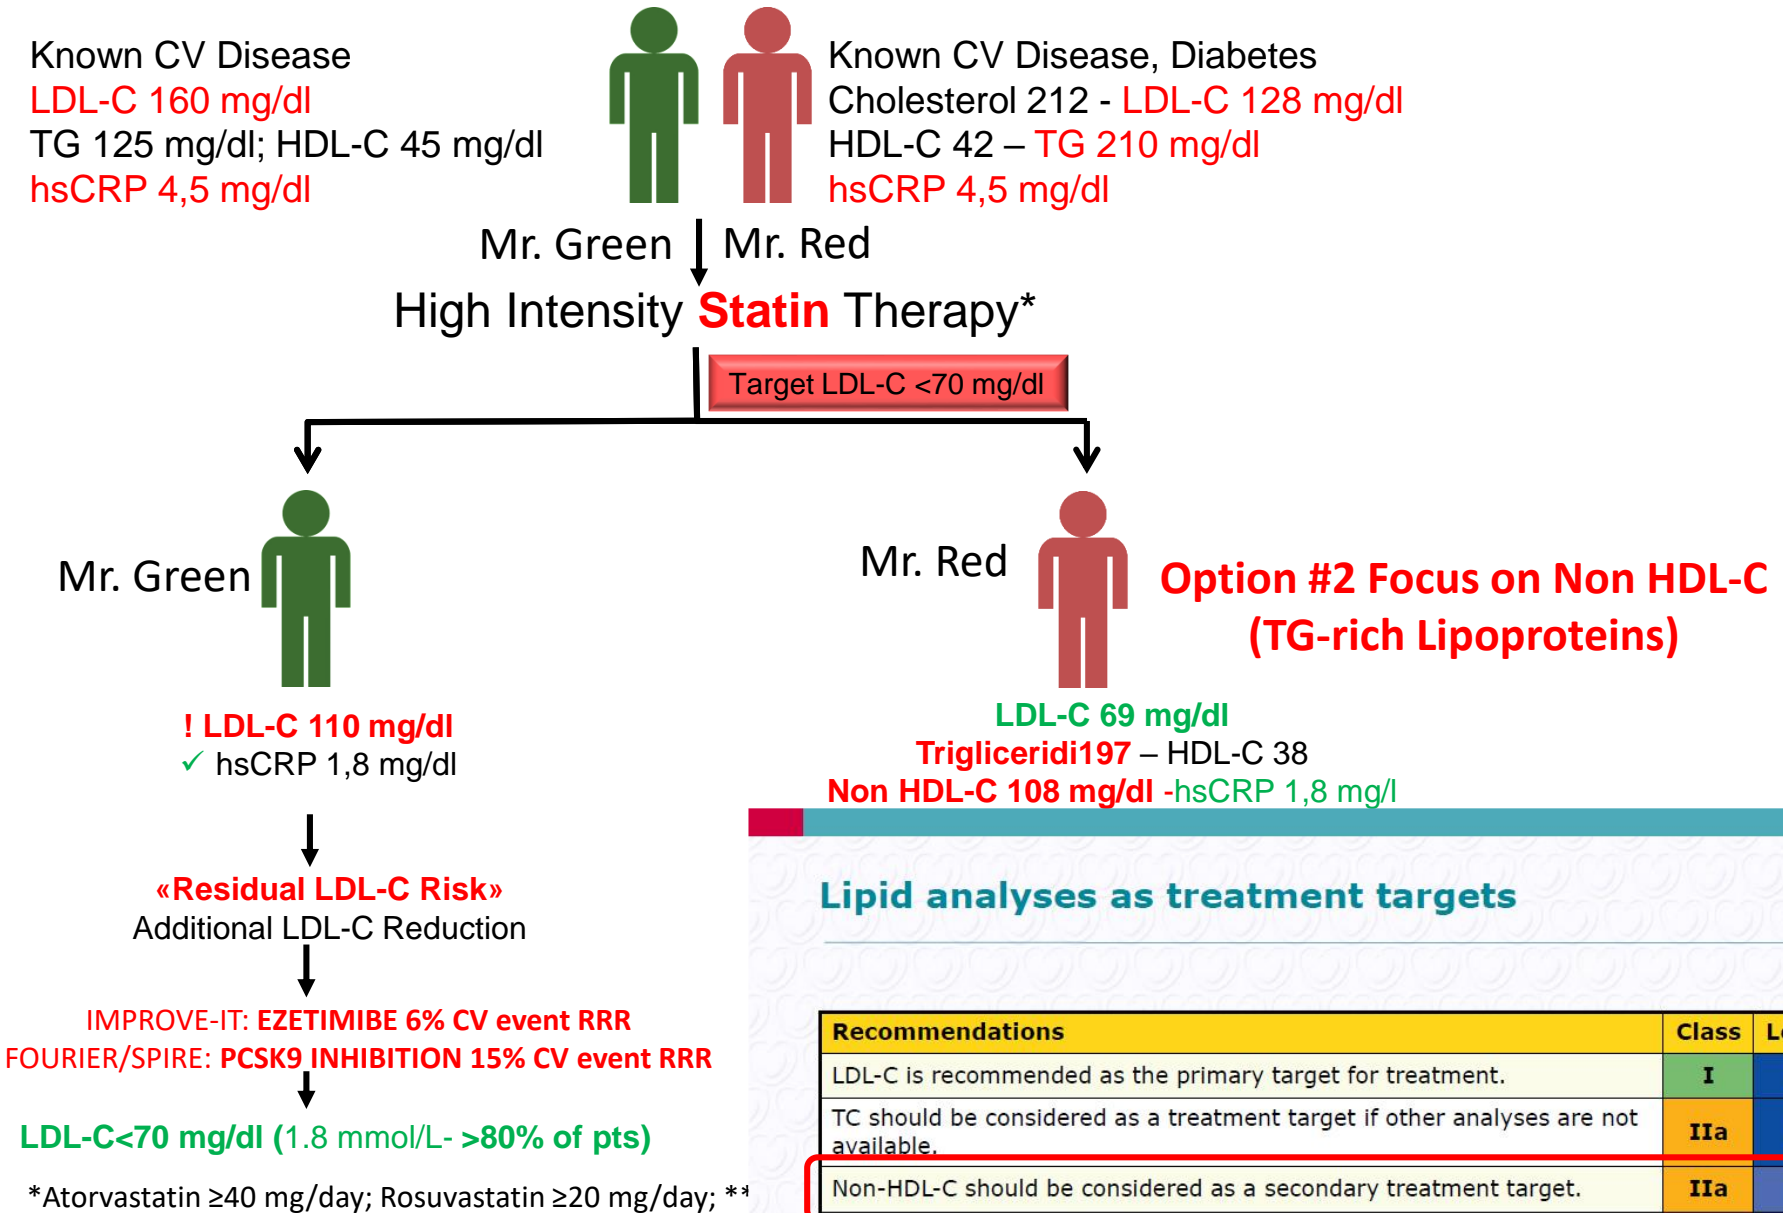 Known CV Disease
LDL-C 160 mg/dl
TG 125 mg/dl; HDL-C 45 mg/dl
hsCRP 4,5 mg/dl
Known CV Disease, Diabetes
Cholesterol 212 - LDL-C 128 mg/dl
HDL-C 42 – TG 210 mg/dl
hsCRP 4,5 mg/dl
Mr. Green
Mr. Red
High Intensity Statin Therapy*
Target LDL-C <70 mg/dl
Mr. Green
Mr. Red
Option #2 Focus on Non HDL-C
(TG-rich Lipoproteins)
! LDL-C 110 mg/dl
✓ hsCRP 1,8 mg/dl
«Residual LDL-C Risk»
Additional LDL-C Reduction
IMPROVE-IT: EZETIMIBE 6% CV event RRR
FOURIER/SPIRE: PCSK9 INHIBITION 15% CV event RRR
LDL-C<70 mg/dl (1.8 mmol/L- >80% of pts)
*Atorvastatin ≥40 mg/day; Rosuvastatin ≥20 mg/day; **
LDL-C 69 mg/dl
Trigliceridi197 – HDL-C 38
Non HDL-C 108 mg/dl -hsCRP 1,8 mg/l
Lipid analyses as treatment targets
Recommendations Class
LDL-C is recommended as the primary target for treatment. I
TC should be considered as a treatment target if other analyses are not
available. IIa
Non-HDL-C should be considered as a secondary treatment target. IIa